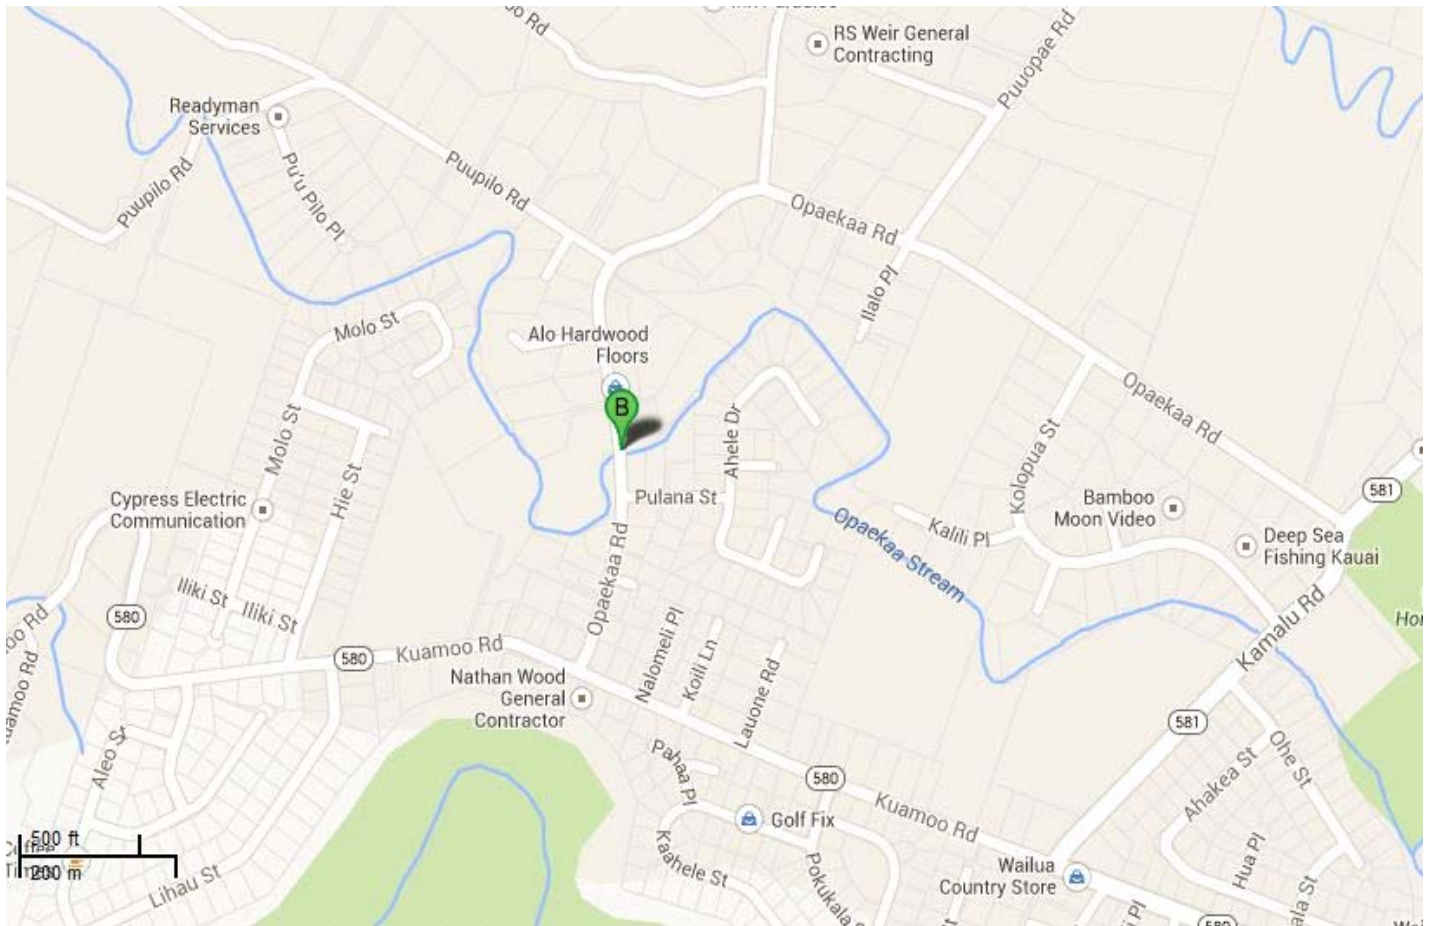 RS Weir General
Contracting
Puuopae Rd
Readyman
Services
Puupilo Rd
Pu'u Pilo Pl
Puupilo Rd
Opaekaa Rd
Ilalo Pl
Molo St
Alo Hardwood
Floors
B
Opaekaa Rd
Ahele Dr
Molo St
Hie St
Kolopua St
581
Cypress Electric
Communication
Pulana St
Bamboo
Moon Video
Opaekaa Stream
Kalili Pl
Deep Sea
Fishing Kauai
Opaekaa Rd
Iliki St
Iliki St
580
Kamalu Rd
580
Kuamoo Rd
Nalomeli Pl
Koili Ln
Lauone Rd
Nathan Wood
General
Contractor
581
Ohe St
Aleo St
Pahaa Pl
580
Kuamoo Rd
Ahakea St
Golf Fix
500 ft
200 m
Lihau St
Kaahele St
Pokukala
Wailua
Country Store
Hua Pl
580